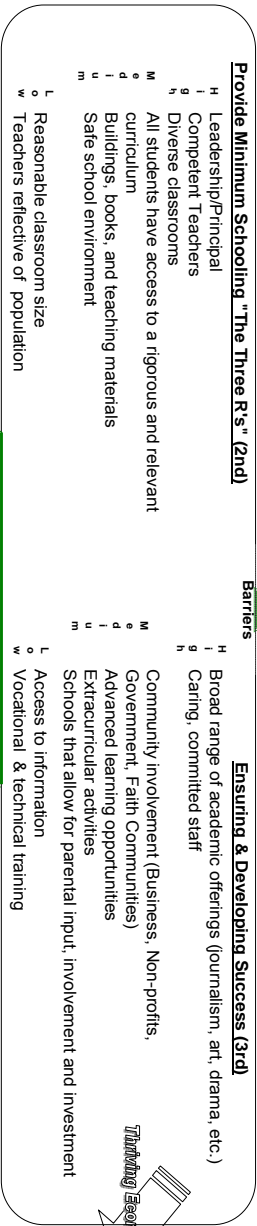 Provide Minimum Schooling "The Three R's" (2nd)
High
Leadership/Principal
Competent Teachers
Diverse classrooms
Medium
All students have access to a rigorous and relevant
curriculum
Buildings, books, and teaching materials
Safe school environment
Low
Reasonable classroom size
Teachers reflective of population
Barriers
Ensuring & Developing Success (3rd)
High
Broad range of academic offerings (journalism, art, drama, etc.)
Caring, committed staff
Medium
Community involvement (Business, Non-profits,
Government, Faith Communities)
Advanced learning opportunities
Extracurricular activities
Schools that allow for parental input, involvement and investment
Low
Access to information
Vocational & technical training
Thriving